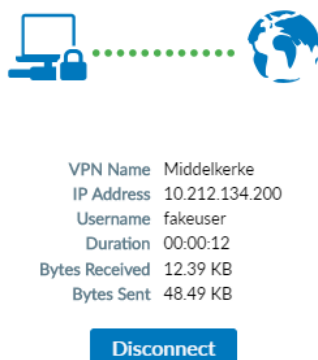 VPN Name Middelkerke
IP Address 10.212.134.200
Username fakeuser
Duration 00:00:12
Bytes Received 12.39 KB
Bytes Sent 48.49 KB
Disconnect